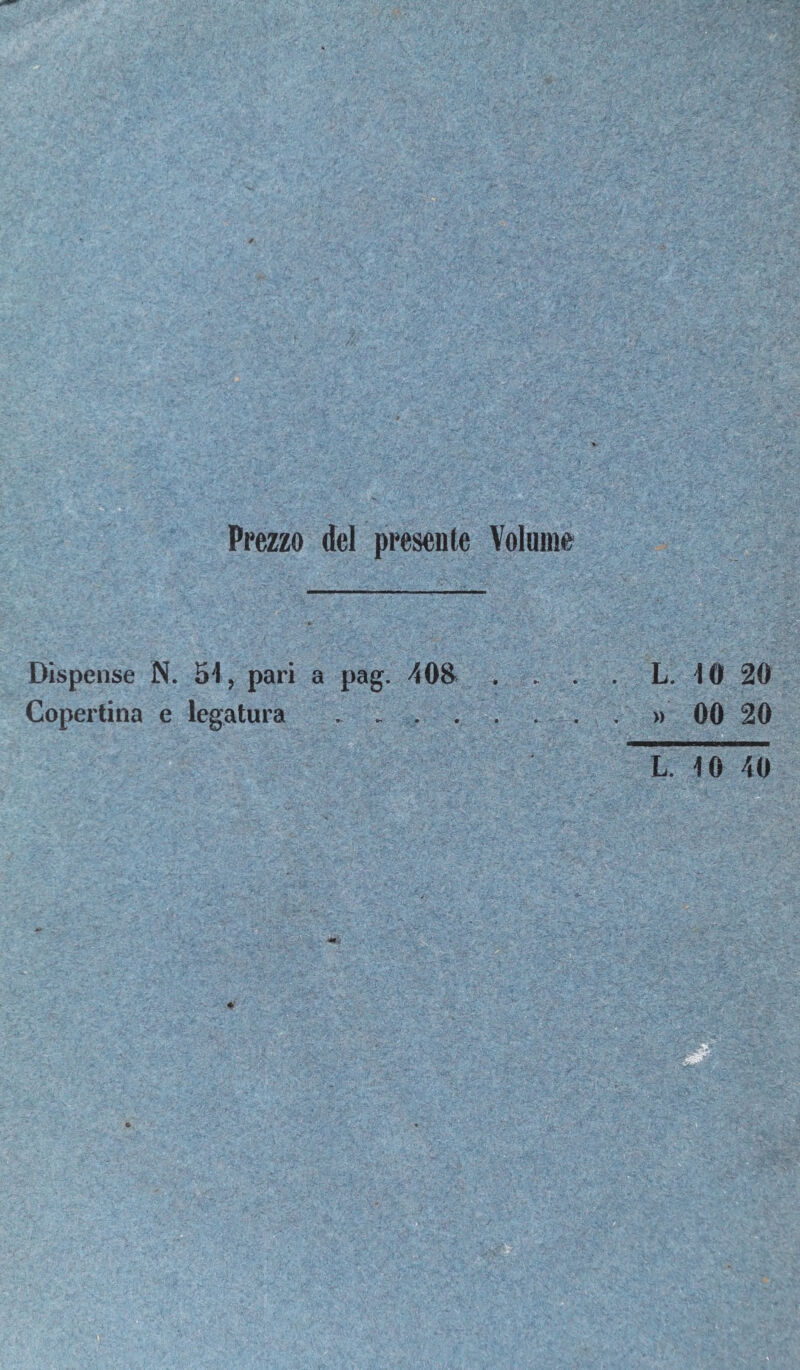 Prezzo del presente Volume
Dispense N. 51, pari a pag. 408 . . . . L. 10 20
Copertina e legatura . . . . . . . . » 00 20
L. 10 40